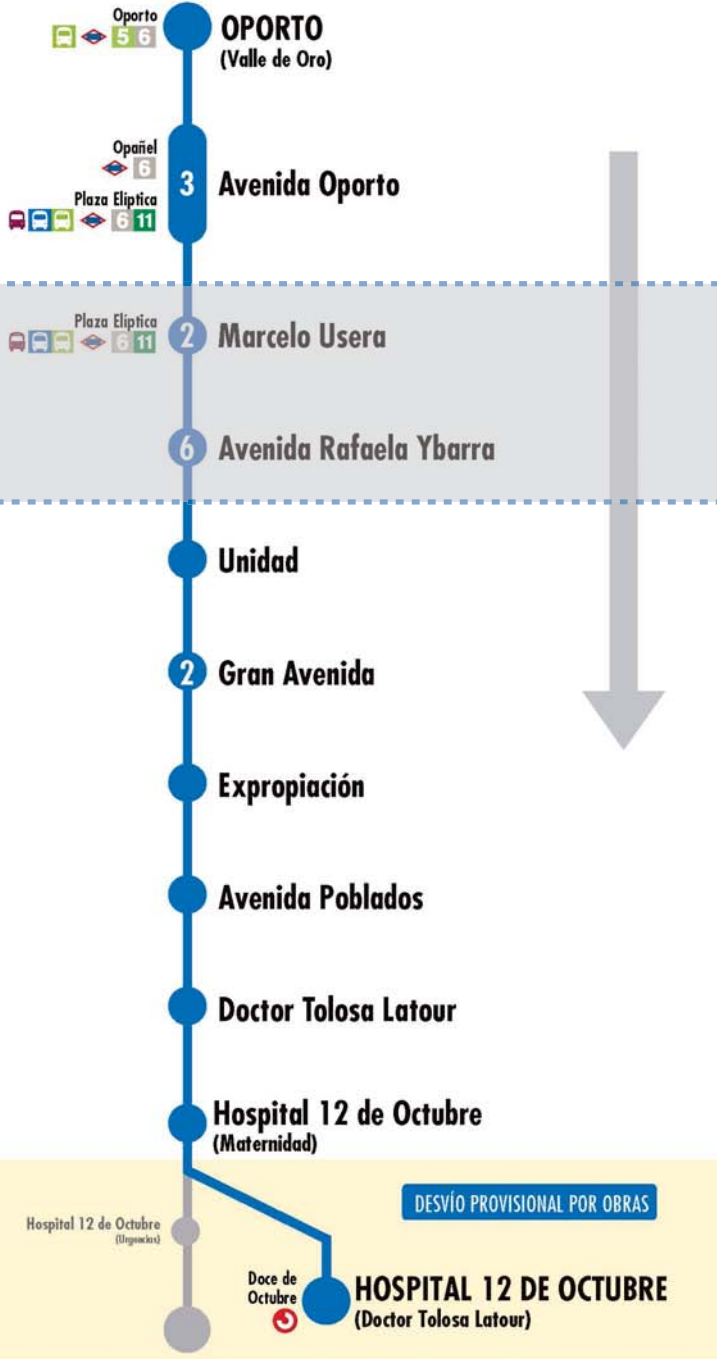 Oporto
5 6
OPORTO
(Valle de Oro)
Opañel
6
Plaza Elíptica
6 11
3
Avenida Oporto
Plaza Elíptica
6 11
2
Marcelo Usera
6
Avenida Rafaela Ybarra
Unidad
2
Gran Avenida
Expropiación
Avenida Poblados
Doctor Tolosa Latour
Hospital 12 de Octubre
(Maternidad)
DESVÍO PROVISIONAL POR OBRAS
Hospital 12 de Octubre
(Urgencias)
Doce de
Octubre
HOSPITAL 12 DE OCTUBRE
(Doctor Tolosa Latour)